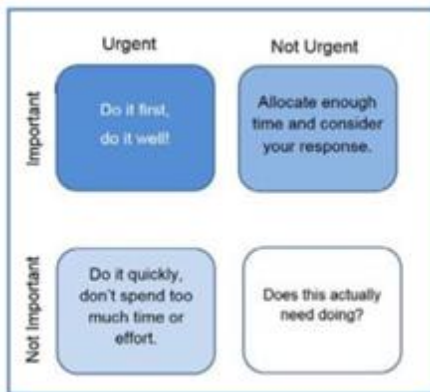 Urgent
Not Urgent
Important
Do it first,
do it well!
Allocate enough
time and consider
your response.
Not Important
Do it quickly,
don't spend too
much time or
effort.
Does this actually
need doing?